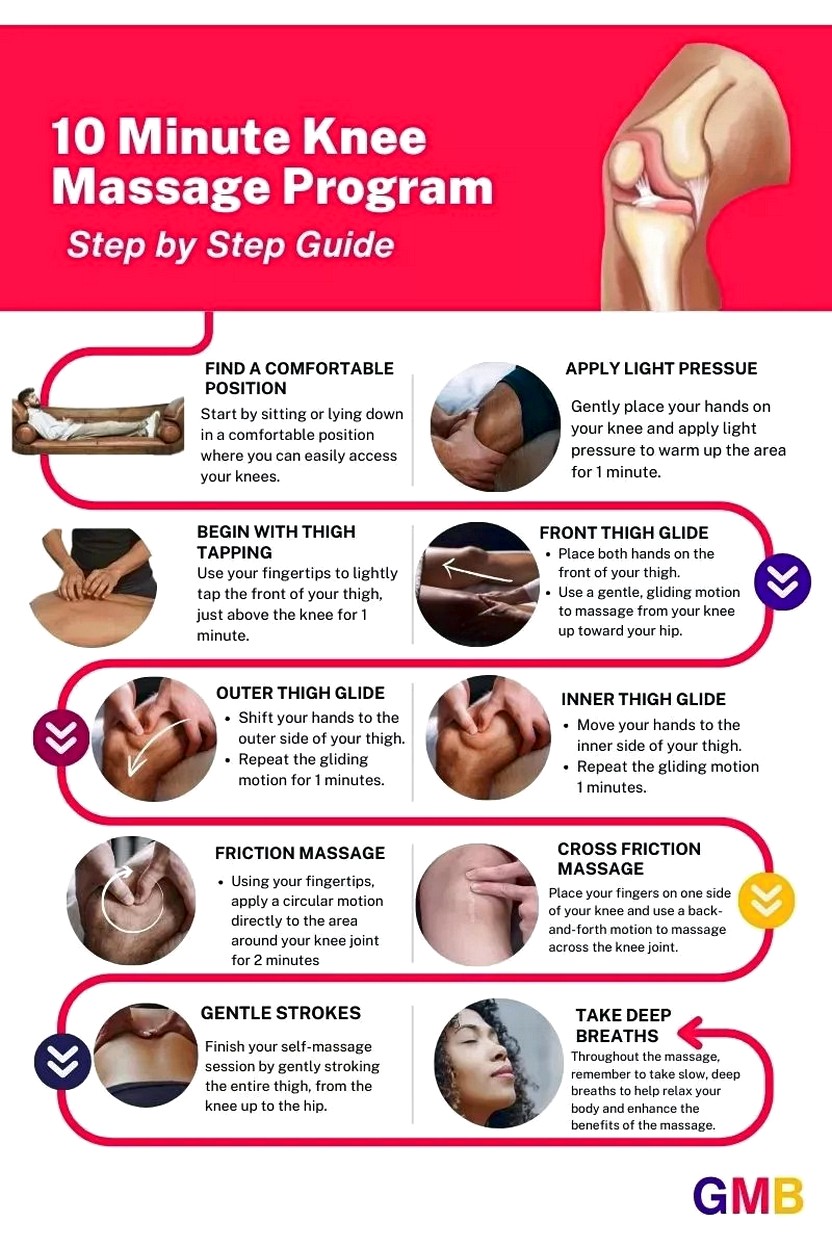 10 Minute Knee
Massage Program
Step by Step Guide
FIND A COMFORTABLE
POSITION
Start by sitting or lying down
in a comfortable position
where you can easily access
your knees.
APPLY LIGHT PRESSUE
Gently place your hands on
your knee and apply light
pressure to warm up the area
for 1 minute.
BEGIN WITH THIGH
TAPPING
Use your fingertips to lightly
tap the front of your thigh,
just above the knee for 1
minute.
FRONT THIGH GLIDE
• Place both hands on the
front of your thigh.
• Use a gentle, gliding motion
to massage from your knee
up toward your hip.
OUTER THIGH GLIDE
• Shift your hands to the
outer side of your thigh.
• Repeat the gliding
motion for 1 minutes.
INNER THIGH GLIDE
• Move your hands to the
inner side of your thigh.
• Repeat the gliding motion
1 minutes.
FRICTION MASSAGE
• Using your fingertips,
apply a circular motion
directly to the area
around your knee joint
for 2 minutes
CROSS FRICTION
MASSAGE
Place your fingers on one side
of your knee and use a back-
and-forth motion to massage
across the knee joint.
GENTLE STROKES
Finish your self-massage
session by gently stroking
the entire thigh, from the
knee up to the hip.
TAKE DEEP
BREATHS
Throughout the massage,
remember to take slow, deep
breaths to help relax your
body and enhance the
benefits of the massage.
GMB